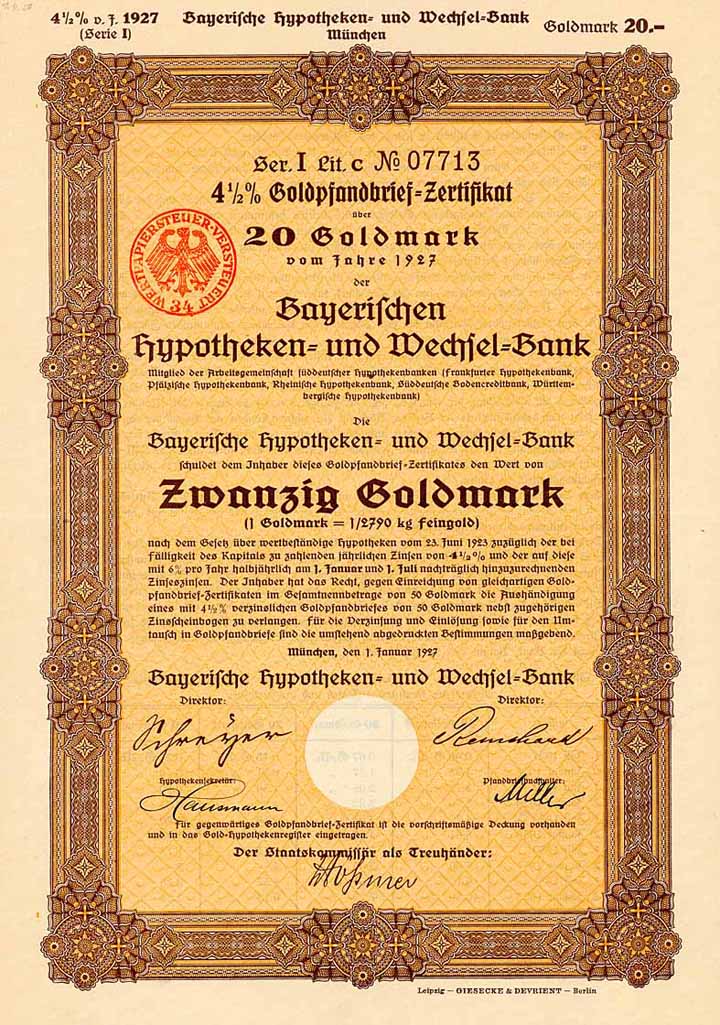 4½% v. J. 1927
(Serie I)
Bayerische Hypotheken- und Wechsel-Bank
München
Goldmark 20.-
Ser. I Lit. C № 07713
4½% Goldpfandbrief-Zertifikat
über
20 Goldmark
vom Jahre 1927
der
Bayerischen
Hypotheken- und Wechsel-Bank
WERTPAPIERSTEUER-VERSTEUERT
34
Mitglied der Arbeitsgemeinschaft süddeutscher Hypothekenbanken (Frankfurter Hypothekenbank,
Pfälzische Hypothekenbank, Rheinische Hypothekenbank, Süddeutsche Bodencreditbank, Württem-
bergische Hypothekenbank)
Die
Bayerische Hypotheken- und Wechsel-Bank
schuldet dem Inhaber dieses Goldpfandbrief-Zertifikates den Wert von
Zwanzig Goldmark
(1 Goldmark = 1/2790 kg Feingold)
nach dem Gesetz über wertbeständige Hypotheken vom 23. Juni 1923 zuzüglich der bei
Fälligkeit des Kapitals zu zahlenden jährlichen Zinsen von 4½% und der auf diese
mit 6% pro Jahr halbjährlich am 1. Januar und 1. Juli nachträglich hinzuzurechnenden
Zinseszinsen. Der Inhaber hat das Recht, gegen Einreichung von gleichartigen Gold-
pfandbrief-Zertifikaten im Gesamtnennbetrage von 50 Goldmark die Aushändigung
eines mit 4½% verzinslichen Goldpfandbriefes von 50 Goldmark nebst zugehörigen
Zinsscheinbogen zu verlangen. Für die Verzinsung und Einlösung sowie für den Um-
tausch in Goldpfandbriefe sind die umstehend abgedruckten Bestimmungen maßgebend.
München, den 1. Januar 1927
Bayerische Hypotheken- und Wechsel-Bank
Direktor:
Direktor:
Schreyer
Reinhard
Hypothekensekretär:
Pfandbriefbuchhalter:
Hausmann
Miller
Für gegenwärtiges Goldpfandbrief-Zertifikat ist die vorschriftsmäßige Deckung vorhanden
und in das Gold-Hypothekenregister eingetragen.
Der Staatskommissär als Treuhänder:
Leipzig — GIESECKE & DEVRIENT — Berlin